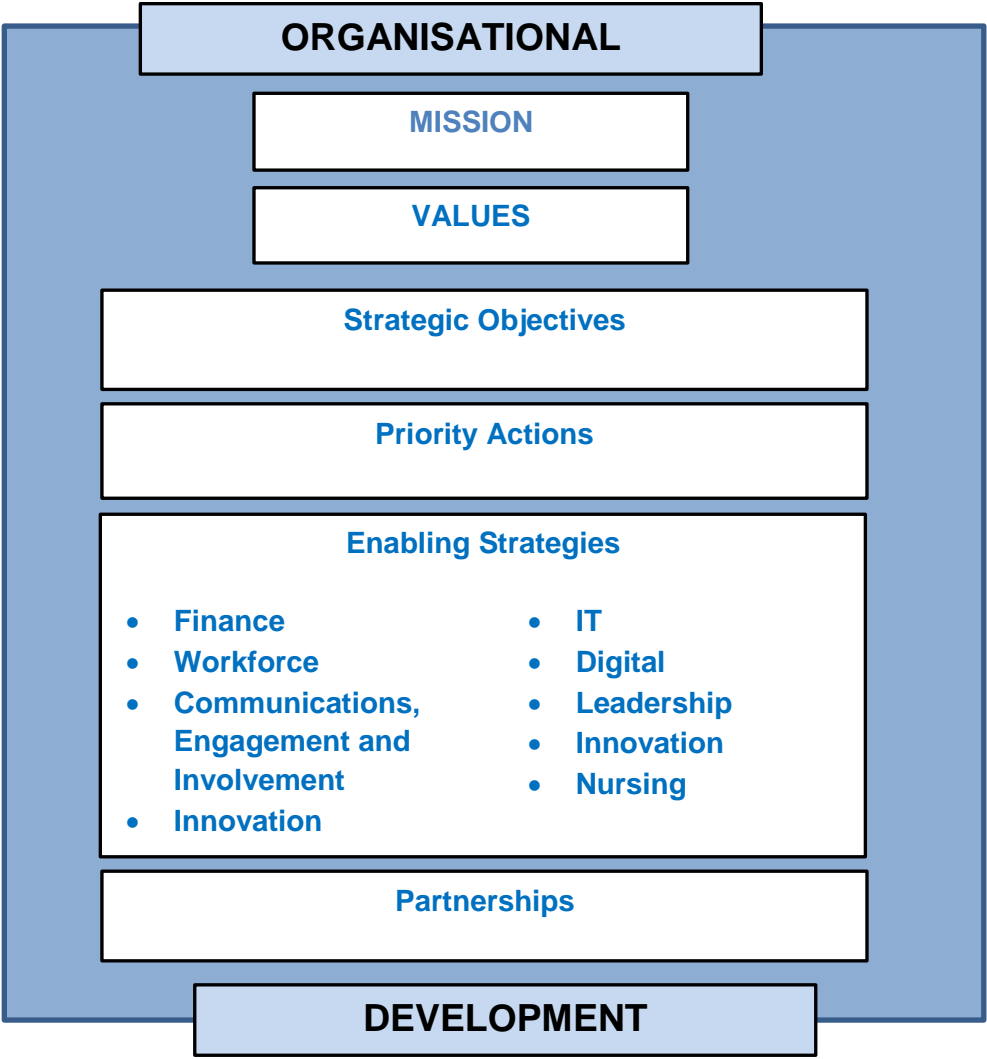 ORGANISATIONAL
MISSION
VALUES
Strategic Objectives
Priority Actions
Enabling Strategies
• Finance
• Workforce
• Communications,
Engagement and
Involvement
• Innovation
• IT
• Digital
• Leadership
• Innovation
• Nursing
Partnerships
DEVELOPMENT